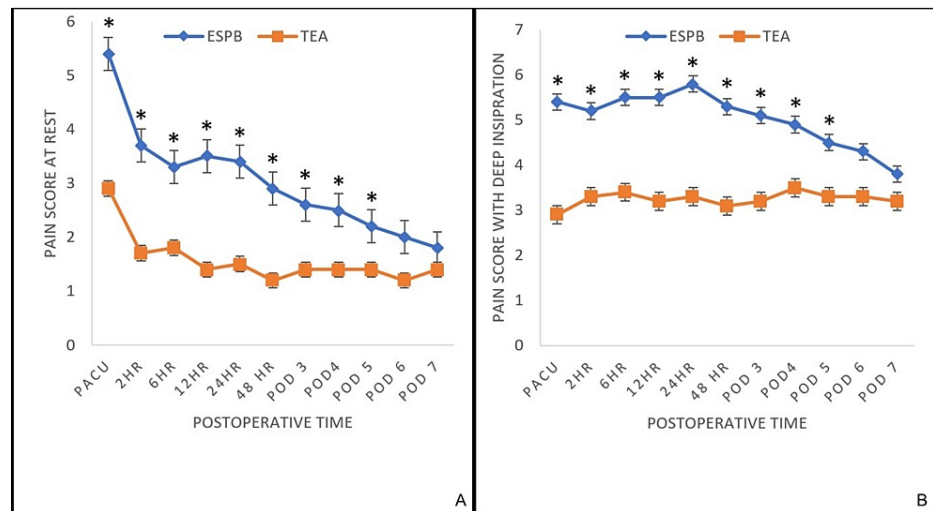 ESPB
TEA
PAIN SCORE AT REST
6
5
4
3
2
1
0
*
*
*
*
*
*
*
*
*
PACU
2HR
6HR
12HR
24HR
48 HR
POD 3
POD4
POD 5
POD 6
POD 7
POSTOPERATIVE TIME
A
ESPB
TEA
PAIN SCORE WITH DEEP INSIPRATION
7
6
5
4
3
2
1
0
*
*
*
*
*
*
*
*
*
PACU
2HR
6HR
12HR
24HR
48 HR
POD 3
POD4
POD 5
POD 6
POD 7
POSTOPERATIVE TIME
B